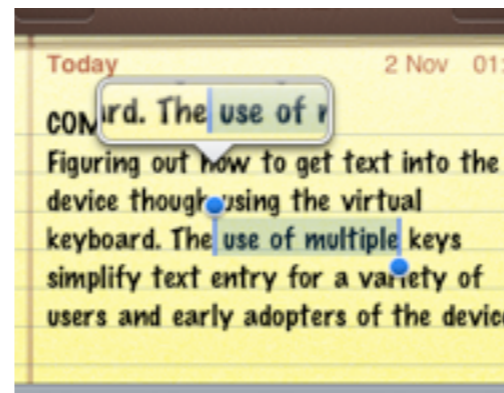 Today 2 Nov 01:
COM
rd. The use of
Figuring out how to get text into the
device though using the virtual
keyboard. The use of multiple keys
simplify text entry for a variety of
users and early adopters of the device